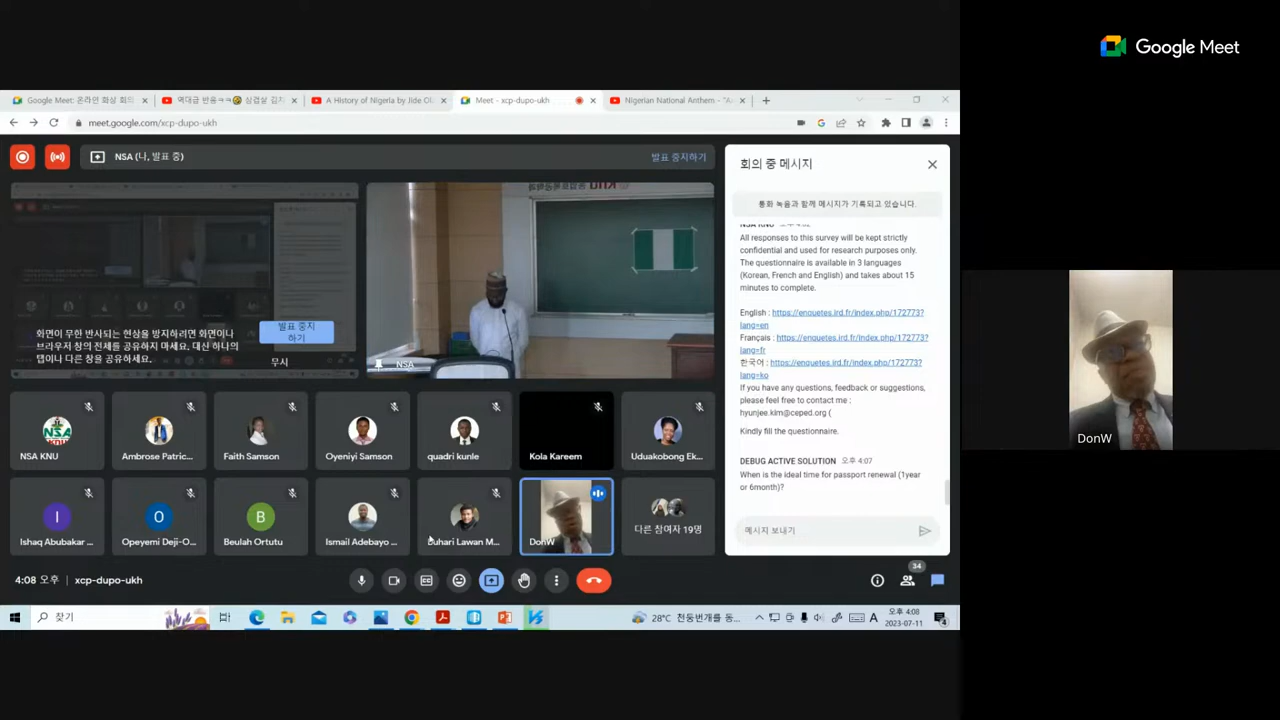 Google Meet
Google Meet: 온라인 화상 회의
역대급 반응ㅋㅋ🤣 삼겹살 김치
A History of Nigeria by Jide Ol
Meet - xcp-dupo-ukh
Nigerian National Anthem - "A
meet.google.com/xcp-dupo-ukh
NSA (나, 발표 중)
발표 중지하기
회의 중 메시지
통화 녹음과 함께 메시지가 기록되고 있습니다.
NSA KNU 오후 4:02
All responses to this survey will be kept strictly
confidential and used for research purposes only.
The questionnaire is available in 3 languages
(Korean, French and English) and takes about 15
minutes to complete.
English : https://enquetes.ird.fr/index.php/172773?
lang=en
Français : https://enquetes.ird.fr/index.php/172773?
lang=fr
한국어 : https://enquetes.ird.fr/index.php/172773?
lang=ko
If you have any questions, feedback or suggestions,
please feel free to contact me :
hyunjee.kim@ceped.org (
Kindly fill the questionnaire.
DEBUG ACTIVE SOLUTION 오후 4:07
When is the ideal time for passport renewal (1year
or 6month)?
메시지 보내기
화면이 무한 반사되는 현상을 방지하려면 화면이나
브라우저 창의 전체를 공유하지 마세요. 대신 하나의
탭이나 다른 창을 공유하세요.
발표 중지
하기
무시
NSA
NSA KNU
Ambrose Patric...
Faith Samson
Oyeniyi Samson
quadri kunle
Kola Kareem
Uduakobong Ek...
I
O
B
Ishaq Abubakar ...
Opeyemi Deji-O...
Beulah Ortutu
Ismail Adebayo ...
Buhari Lawan M...
DonW
다른 참여자 19명
DonW
4:08 오후
xcp-dupo-ukh
34
찾기
28°C 천둥번개를 동...
A
오후 4:08
2023-07-11
4